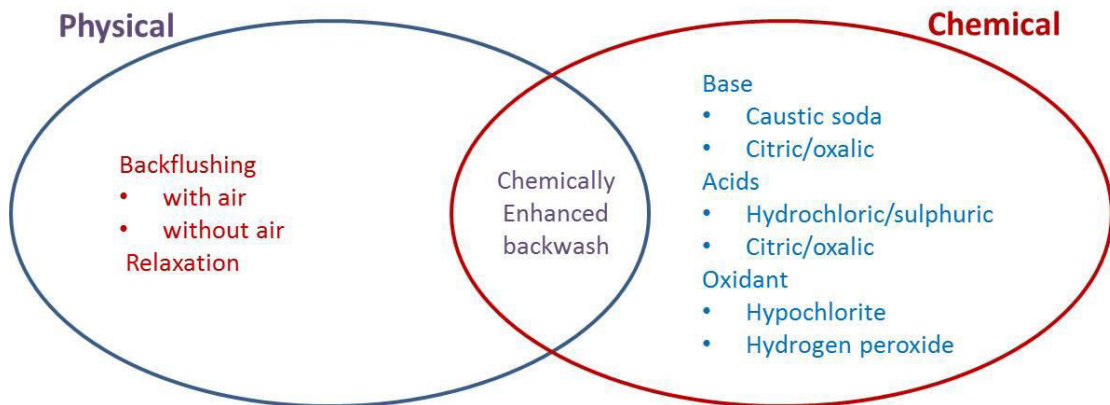 Physical
Chemical
Backflushing
• with air
• without air
Relaxation
Chemically
Enhanced
backwash
Base
• Caustic soda
• Citric/oxalic
Acids
• Hydrochloric/sulphuric
• Citric/oxalic
Oxidant
• Hypochlorite
• Hydrogen peroxide